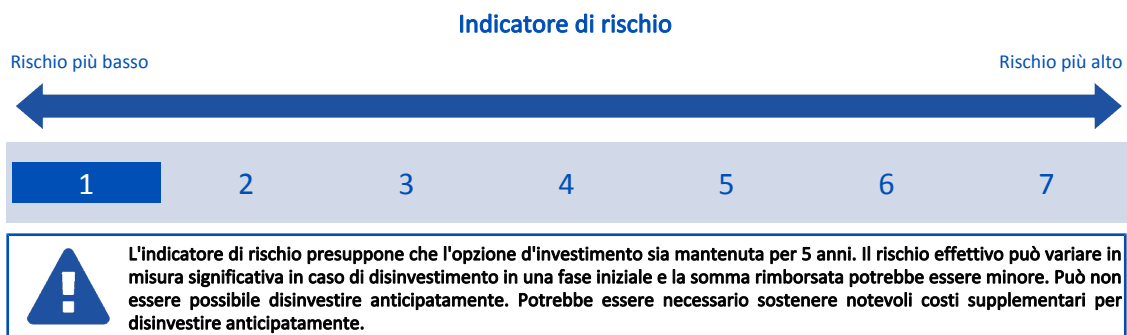 Indicatore di rischio
Rischio più basso
Rischio più alto
1 2 3 4 5 6 7
L'indicatore di rischio presuppone che l'opzione d'investimento sia mantenuta per 5 anni. Il rischio effettivo può variare in
misura significativa in caso di disinvestimento in una fase iniziale e la somma rimborsata potrebbe essere minore. Può non
essere possibile disinvestire anticipatamente. Potrebbe essere necessario sostenere notevoli costi supplementari per
disinvestire anticipatamente.